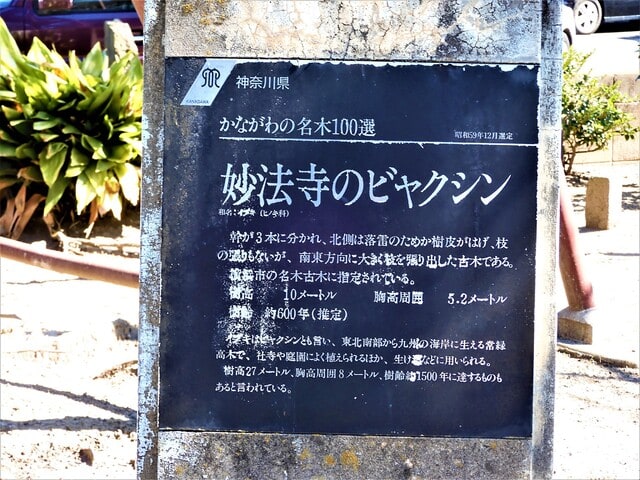 KANAGAWA
神奈川県
かながわの名木100選
昭和59年12月選定
妙法寺のビャクシン
和名:イブキ(ヒノキ科)
幹が3本に分かれ、北側は落雷のためか樹皮がはげ、枝
の張りもないが、南東方向に大きく枝を張り出した古木である。
横浜市の名木古木に指定されている。
樹高 10メートル 胸高周囲 5.2メートル
樹齢 約600年(推定)
イブキはビャクシンとも言い、東北南部から九州の海岸に生える常緑
高木で、社寺や庭園によく植えられるほか、生け垣などに用いられる。
樹高27メートル、胸高周囲8メートル、樹齢約1500年に達するものも
あると言われている。